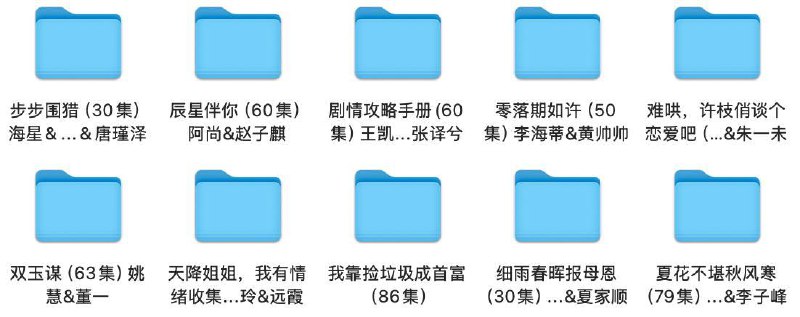 步步围猎（30集）
海星＆...＆唐瑾泽
辰星伴你（60集）
阿尚&赵子麒
剧情攻略手册（60
集）王凯...张译兮
零落期如许（50
集）李海蒂&黄帅帅
难哄，许枝俏谈个
恋爱吧（...&朱一未
双玉谋（63集）姚
慧&董一
天降姐姐，我有情
绪收集...玲&远霞
我靠捡垃圾成首富
（86集）
细雨春晖报母恩
（30集）...&夏家顺
夏花不堪秋风寒
（79集）...&李子峰